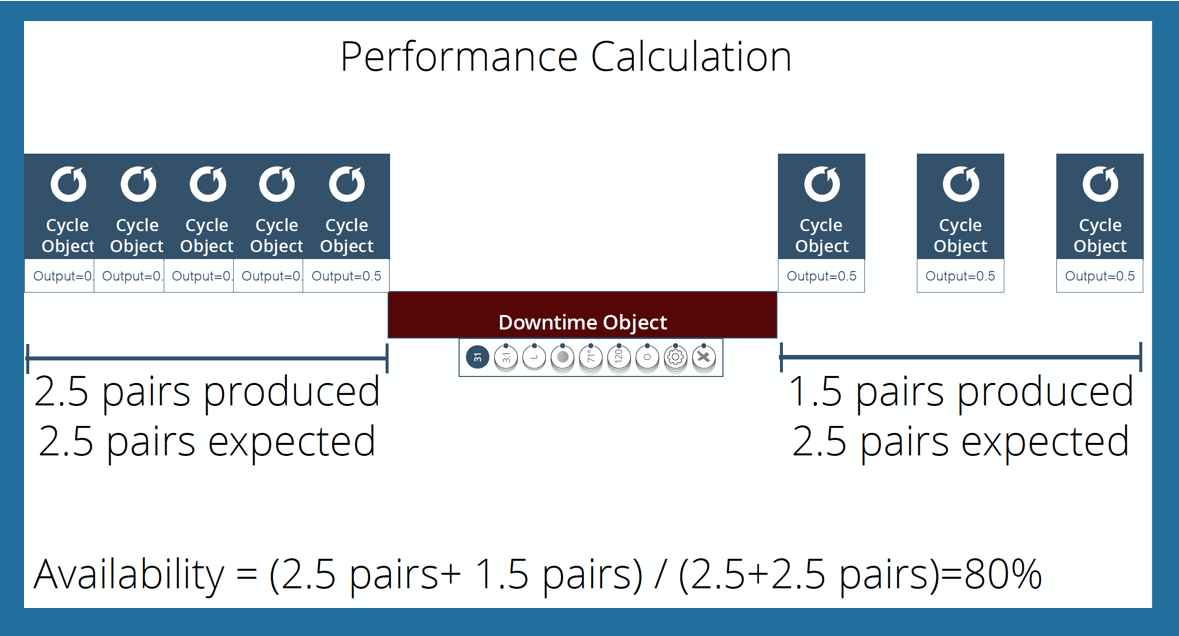 Performance Calculation
Cycle Object
Output=0.
Cycle Object
Output=0.
Cycle Object
Output=0.
Cycle Object
Output=0.
Cycle Object
Output=0.5
Cycle Object
Output=0.5
Cycle Object
Output=0.5
Cycle Object
Output=0.5
Downtime Object
31
3.1
L
71°
120
O
2.5 pairs produced
2.5 pairs expected
1.5 pairs produced
2.5 pairs expected
Availability = (2.5 pairs+ 1.5 pairs) / (2.5+2.5 pairs)=80%